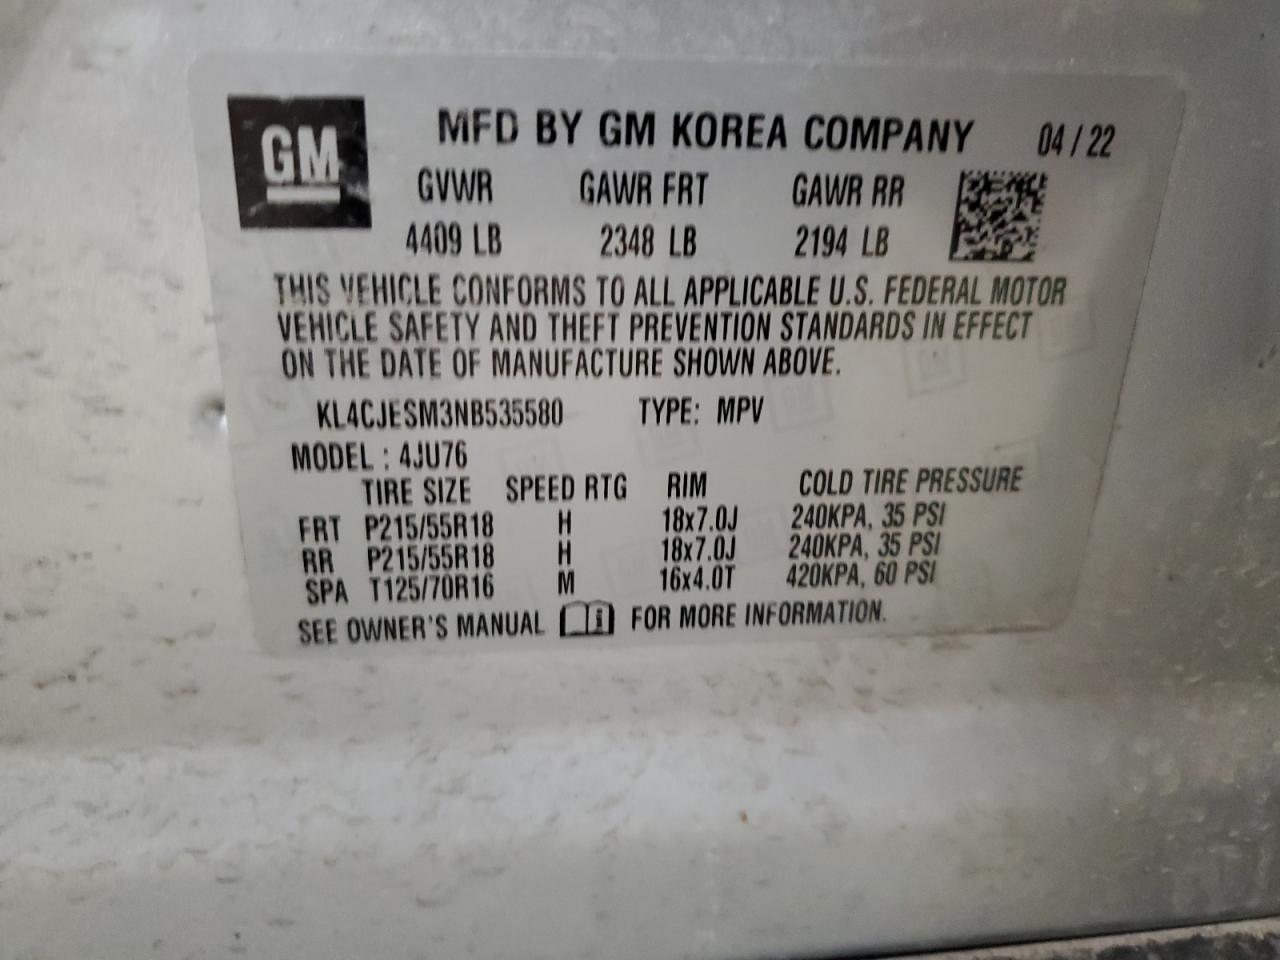 GM MFD BY GM KOREA COMPANY 04 / 22
GVWR GAWR FRT GAWR RR
4409 LB 2348 LB 2194 LB
THIS VEHICLE CONFORMS TO ALL APPLICABLE U.S. FEDERAL MOTOR
VEHICLE SAFETY AND THEFT PREVENTION STANDARDS IN EFFECT
ON THE DATE OF MANUFACTURE SHOWN ABOVE.
KL4CJESM3NB535580 TYPE: MPV
MODEL : 4JU76
TIRE SIZE SPEED RTG RIM COLD TIRE PRESSURE
FRT P215/55R18 H 18x7.0J 240KPA, 35 PSI
RR P215/55R18 H 18x7.0J 240KPA, 35 PSI
SPA T125/70R16 M 16x4.0T 420KPA, 60 PSI
SEE OWNER'S MANUAL i FOR MORE INFORMATION.